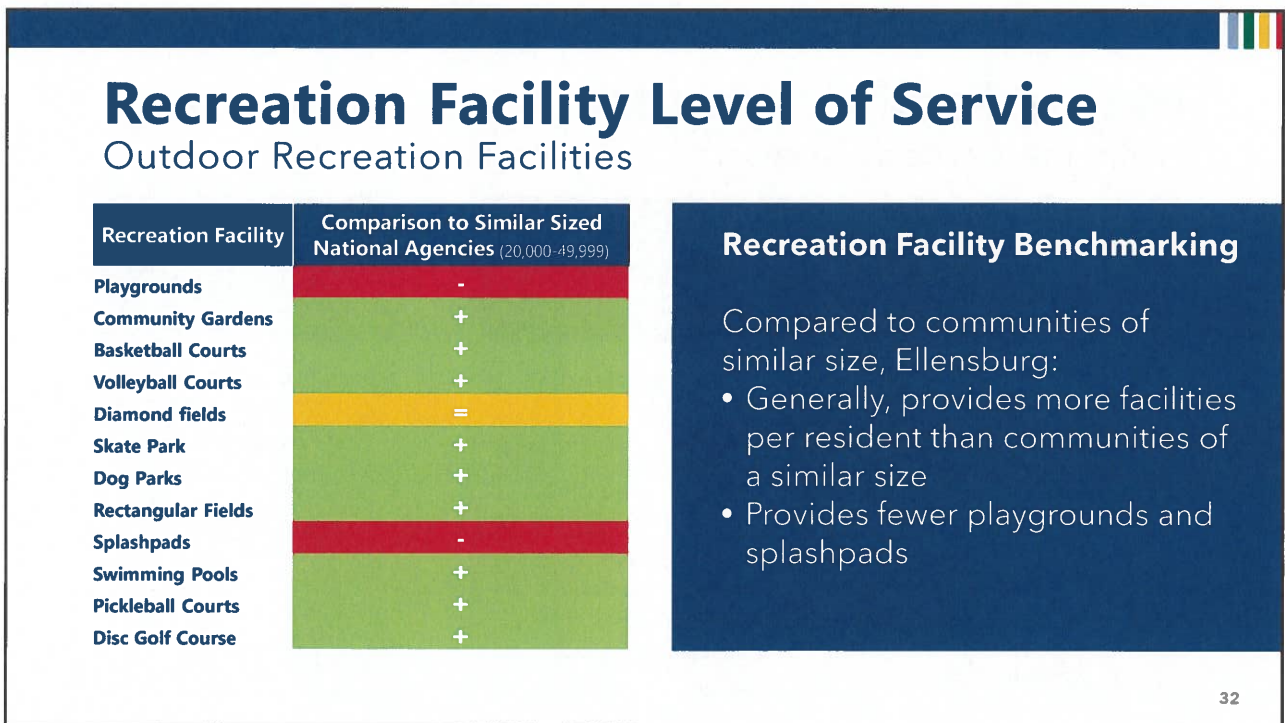 Recreation Facility Level of Service
Outdoor Recreation Facilities
Recreation Facility
Comparison to Similar Sized
National Agencies (20,000-49,999)
Playgrounds -
Community Gardens +
Basketball Courts +
Volleyball Courts +
Diamond fields =
Skate Park +
Dog Parks +
Rectangular Fields +
Splashpads -
Swimming Pools +
Pickleball Courts +
Disc Golf Course +
Recreation Facility Benchmarking
Compared to communities of
similar size, Ellensburg:
• Generally, provides more facilities
per resident than communities of
a similar size
• Provides fewer playgrounds and
splashpads
32